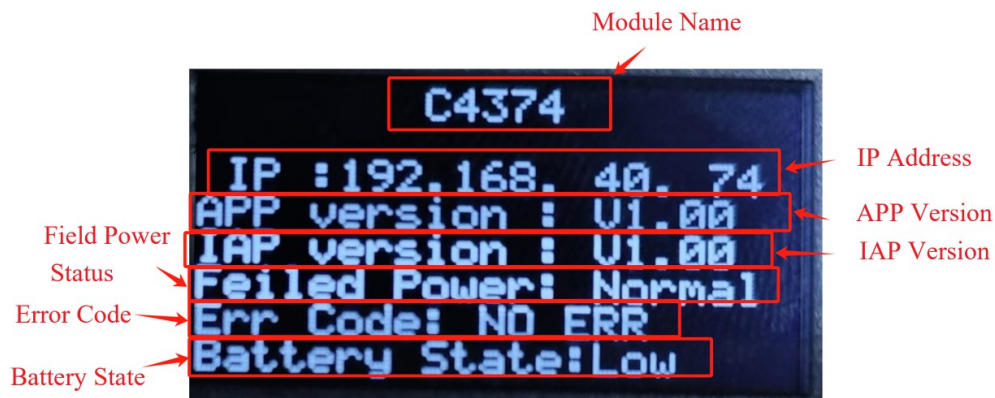 Module Name
C4374
IP :192.168. 40. 74
IP Address
APP version : V1.00
APP Version
Field Power
Status
IAP version : V1.00
IAP Version
Feiled Power: Normal
Error Code
Err Code: NO ERR
Battery State:Low
Battery State